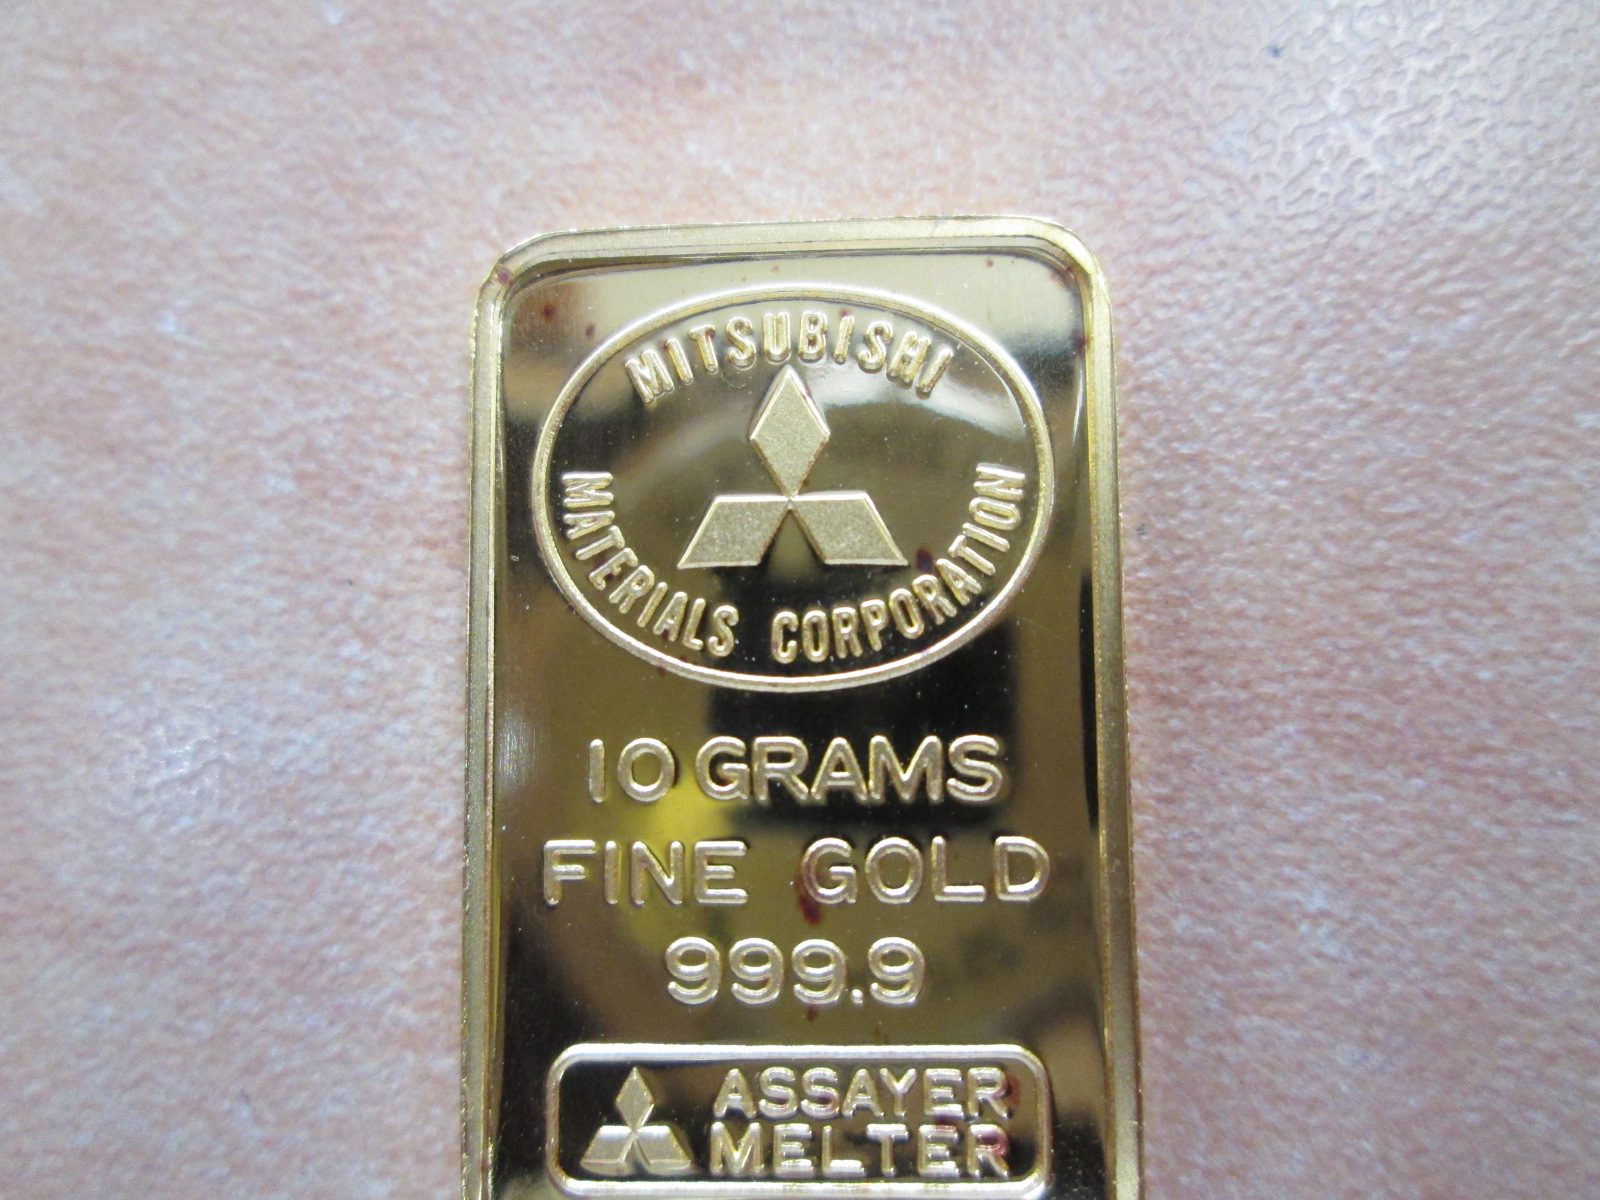 MITSUBISHI
MATERIALS CORPORATION
10 GRAMS
FINE GOLD
999.9
ASSAYER
MELTER